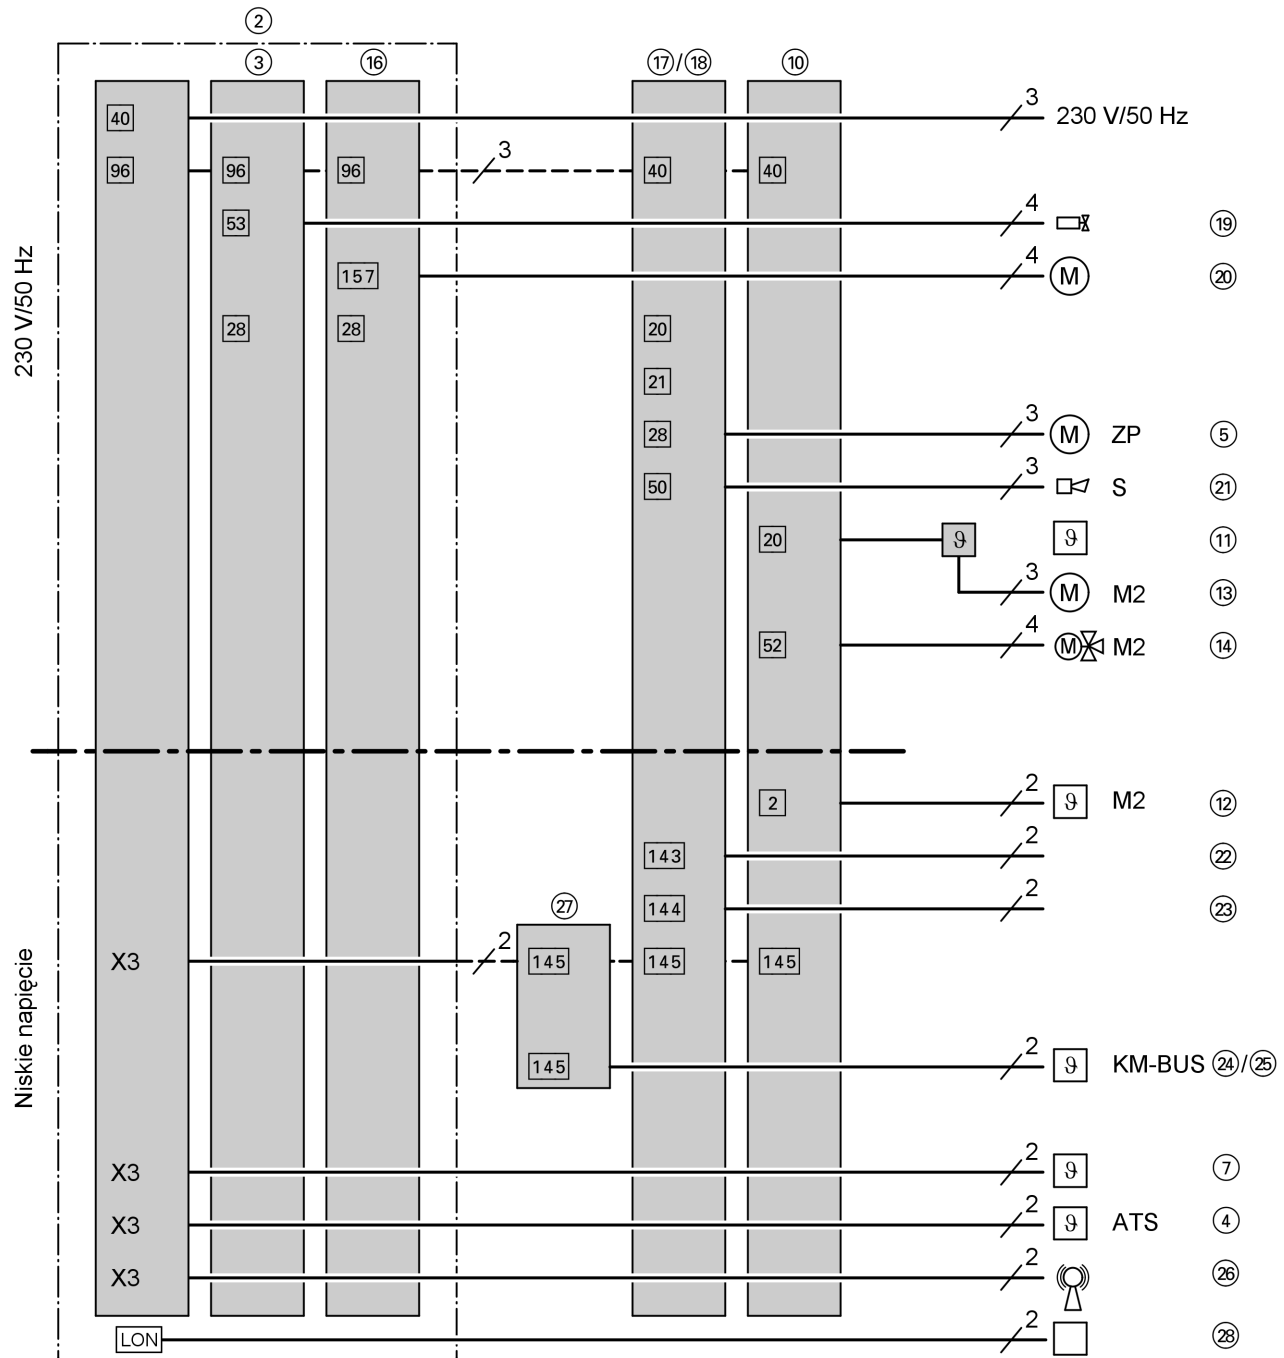 ②
③ ⑯ ⑰/⑱ ⑩
40 3 230 V/50 Hz
96 96 96 3 40 40
53 4 ⑲
157 4 M ⑳
230 V/50 Hz
28 28 20
21
28 3 M ZP ⑤
50 3 S ㉑
20 ϑ ϑ ⑪
3 M M2 ⑬
52 4 M M2 ⑭
2 2 ϑ M2 ⑫
143 2 ㉒
㉗ 144 2 ㉓
X3 2 145 145 145
Niskie napięcie
145 2 ϑ KM-BUS ㉔/㉕
X3 2 ϑ ⑦
X3 2 ϑ ATS ④
X3 2 ㉖
LON 2 ㉘